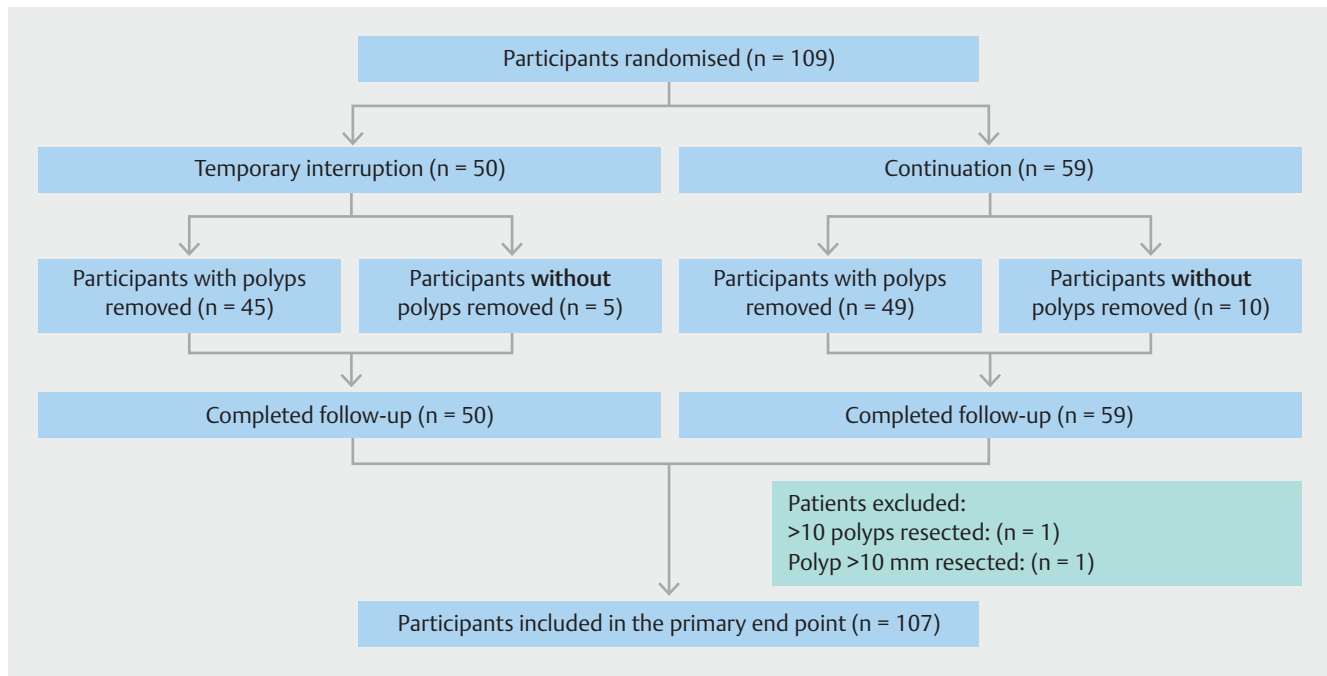 Participants randomised (n = 109)
Temporary interruption (n = 50)
Continuation (n = 59)
Participants with polyps
removed (n = 45)
Participants without
polyps removed (n = 5)
Participants with polyps
removed (n = 49)
Participants without
polyps removed (n = 10)
Completed follow-up (n = 50)
Completed follow-up (n = 59)
Patients excluded:
>10 polyps resected: (n = 1)
Polyp >10 mm resected: (n = 1)
Participants included in the primary end point (n = 107)